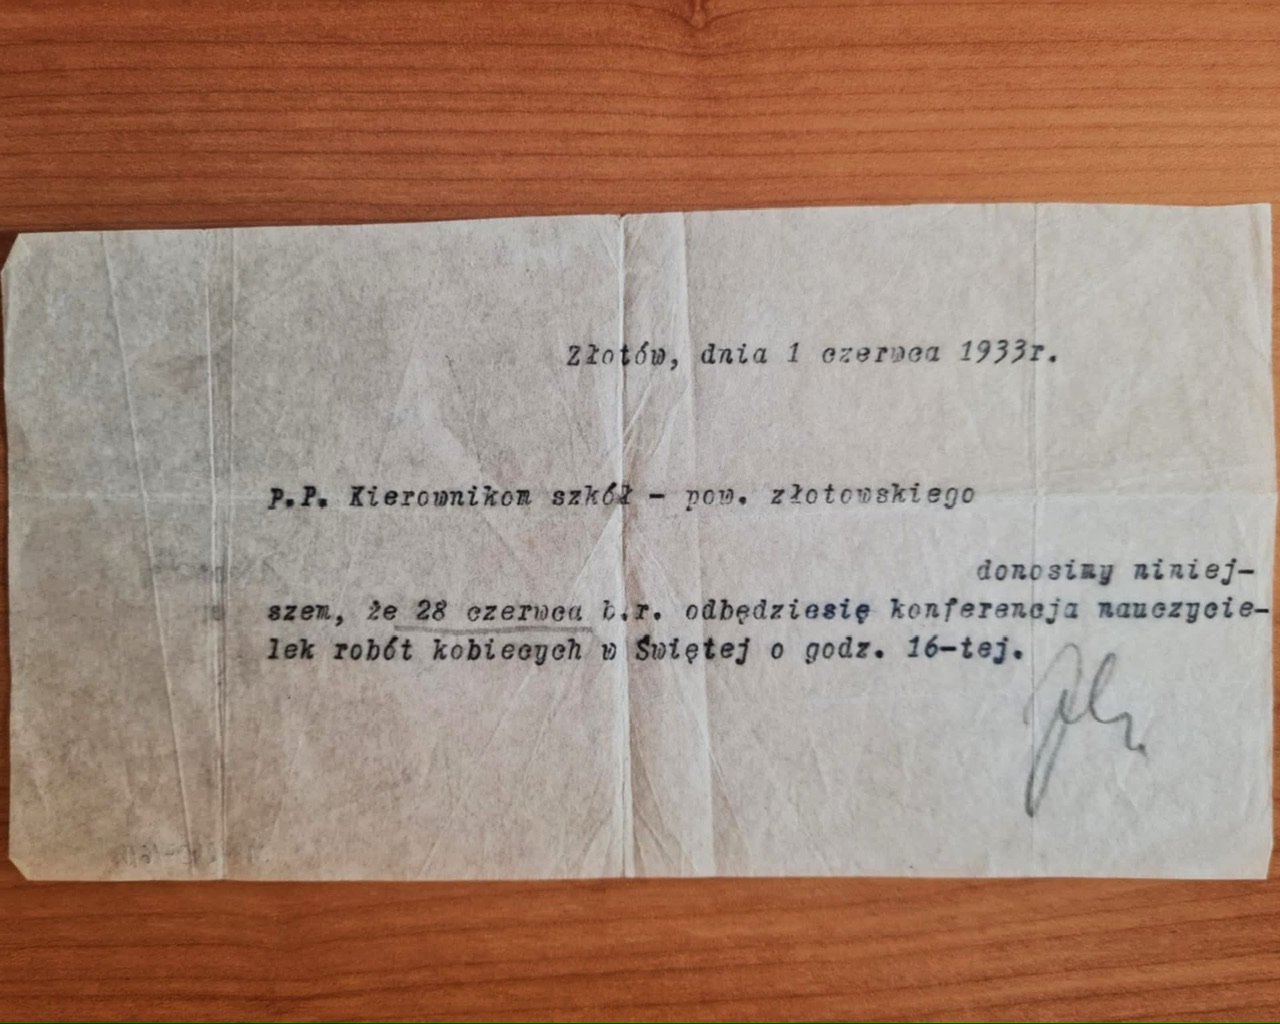 Złotów, dnia 1 czerwca 1933r.
P.P. Kierownikom szkół - pow. złotowskiego
donosimy niniej-
szem, że 28 czerwca b.r. odbędziesię konferencja nauczycie-
lek robót kobiecych w Świętej o godz. 16-tej.